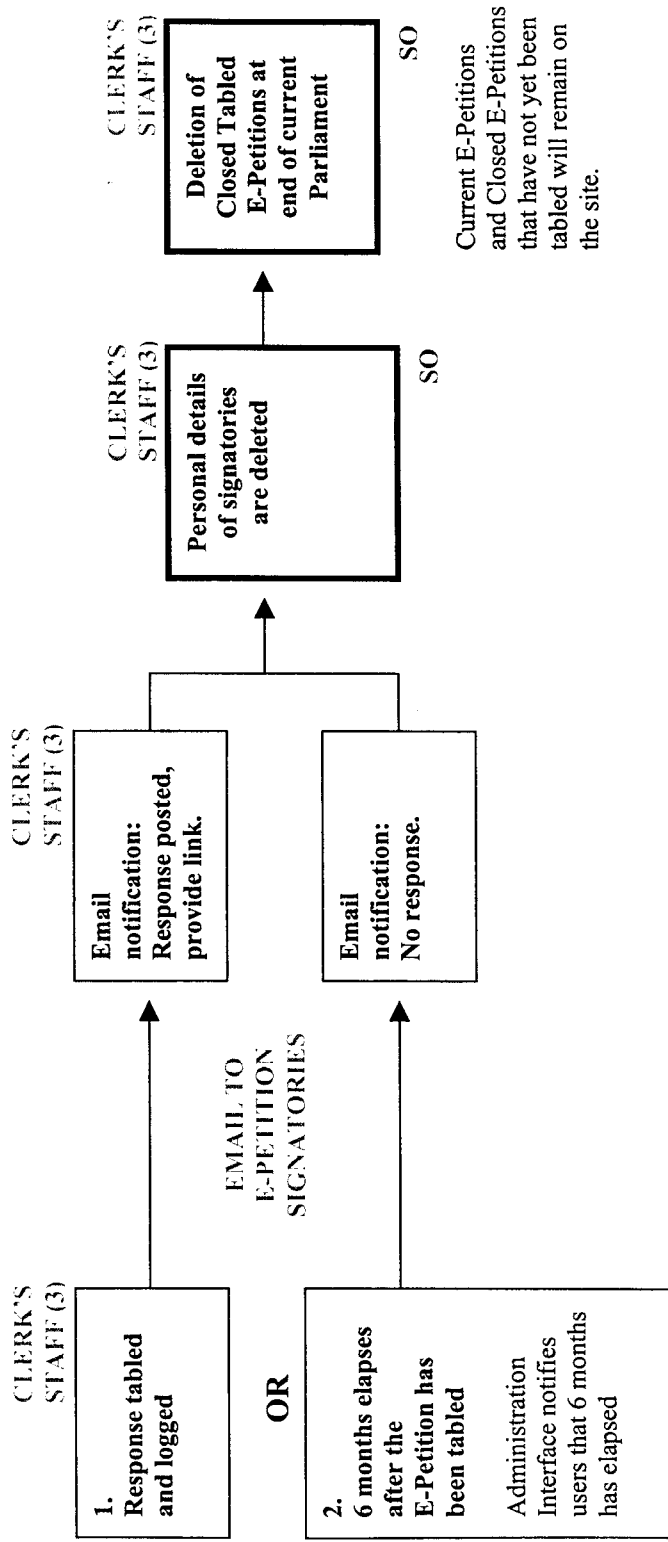 CLERK'S
STAFF (3)
1.
Response tabled
and logged
OR
2.
6 months elapses
after the
E-Petition has
been tabled
Administration
Interface notifies
users that 6 months
has elapsed
EMAIL TO
E-PETITION
SIGNATORIES
CLERK'S
STAFF (3)
Email
notification:
Response posted,
provide link.
Email
notification:
No response.
CLERK'S
STAFF (3)
Personal details
of signatories
are deleted
SO
CLERK'S
STAFF (3)
Deletion of
Closed Tabled
E-Petitions at
end of current
Parliament
SO
Current E-Petitions
and Closed E-Petitions
that have not yet been
tabled will remain on
the site.